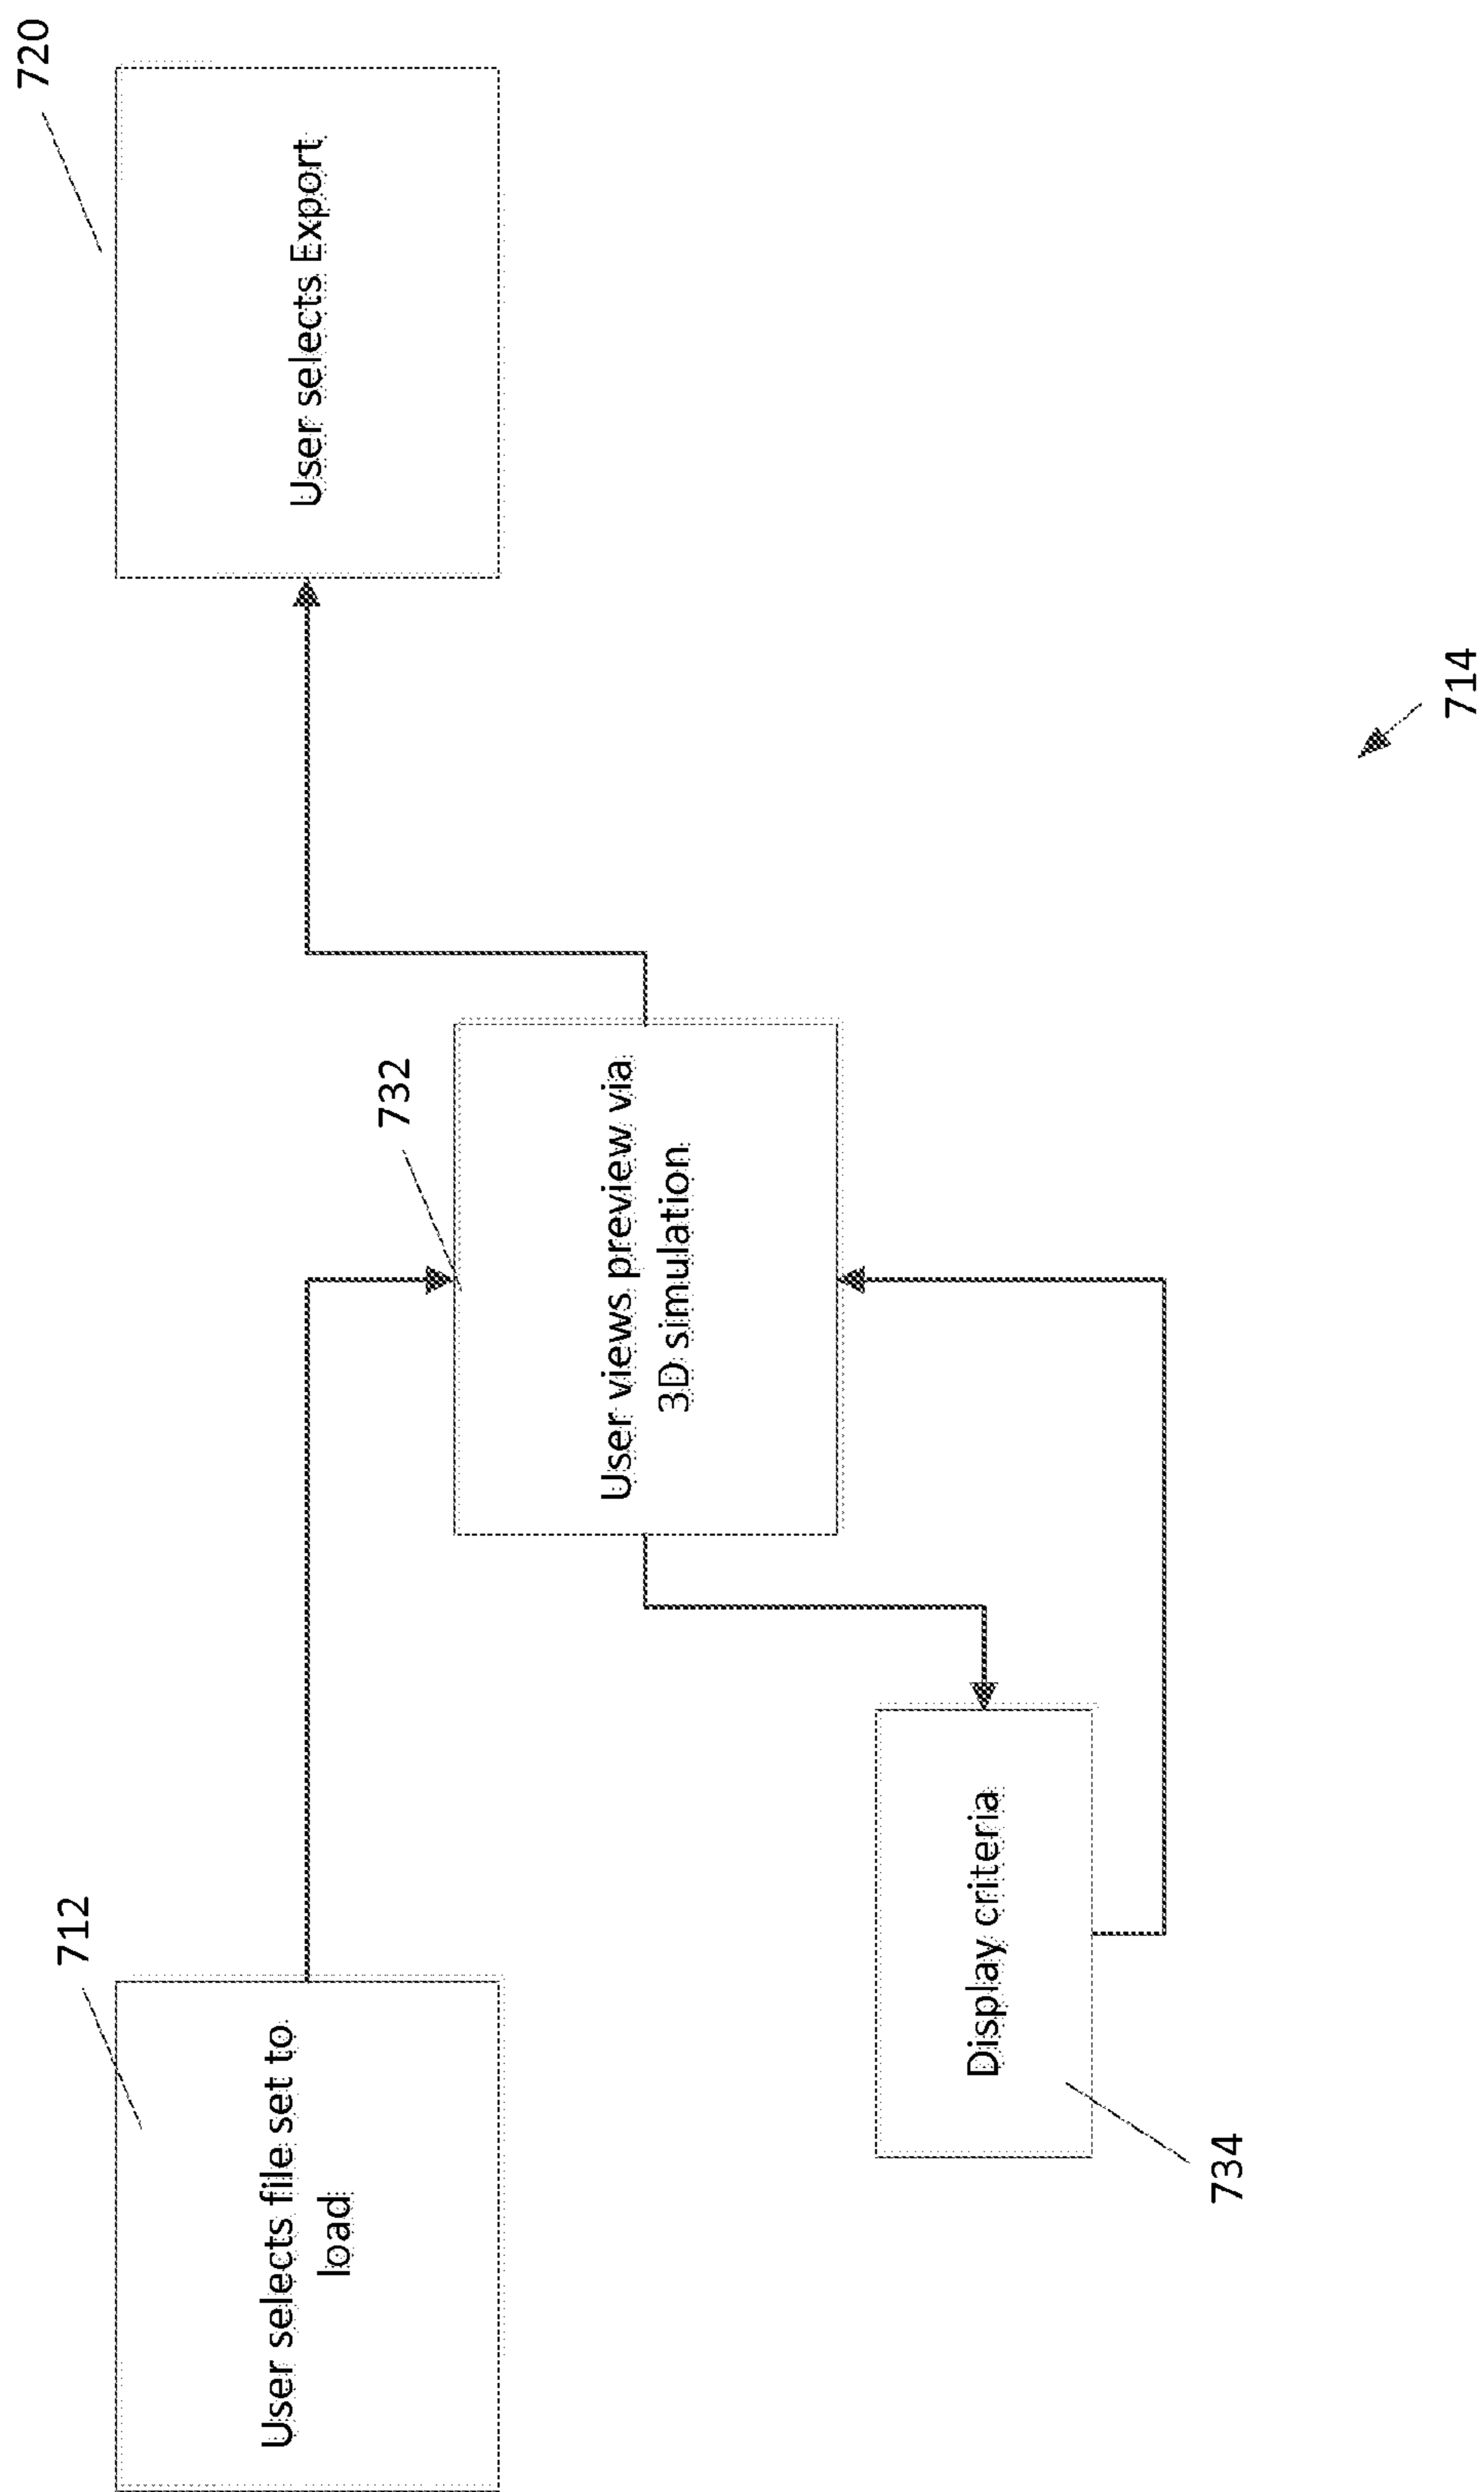 712
User selects file set to
load
732
User views preview via
3D simulation
720
User selects Export
734
Display criteria
714